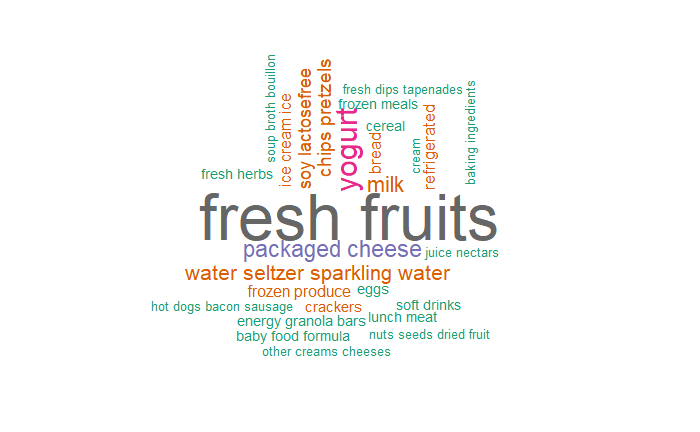 soup broth bouillon
ice cream ice
soy lactosefree
chips pretzels
fresh dips tapenades
frozen meals
yogurt
cereal
bread
cream
refrigerated
baking ingredients
fresh herbs
milk
fresh fruits
packaged cheese
juice nectars
water seltzer sparkling water
frozen produce
eggs
hot dogs bacon sausage
crackers
soft drinks
energy granola bars
lunch meat
baby food formula
nuts seeds dried fruit
other creams cheeses